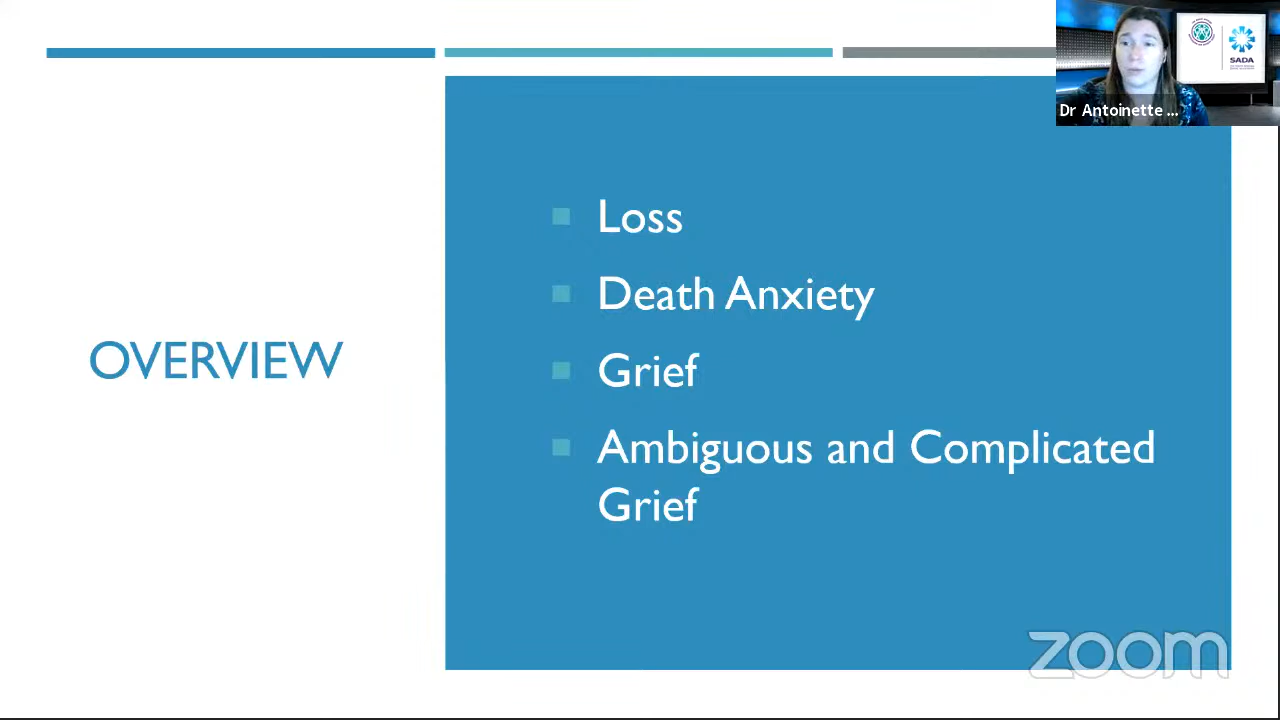 SADA
Dr Antoinette ...
OVERVIEW
Loss
Death Anxiety
Grief
Ambiguous and Complicated
Grief
zoom